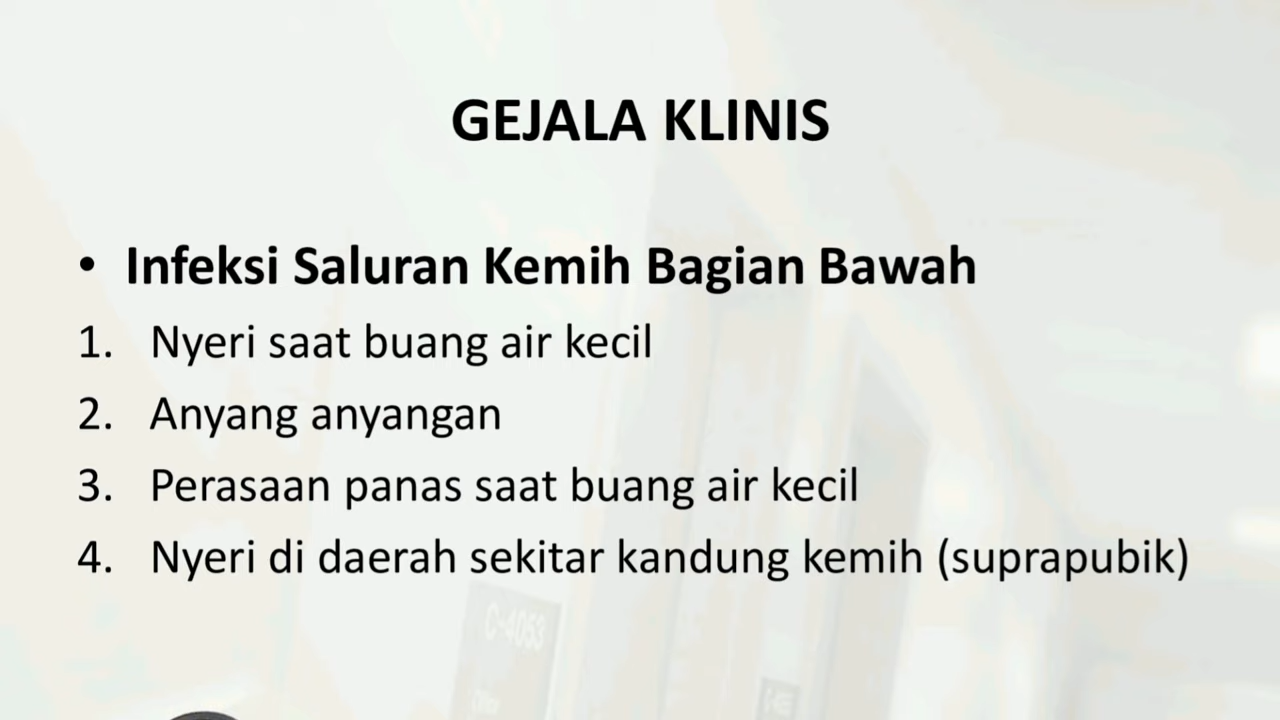 GEJALA KLINIS
• Infeksi Saluran Kemih Bagian Bawah
1. Nyeri saat buang air kecil
2. Anyang anyangan
3. Perasaan panas saat buang air kecil
4. Nyeri di daerah sekitar kandung kemih (suprapubik)
C-4053